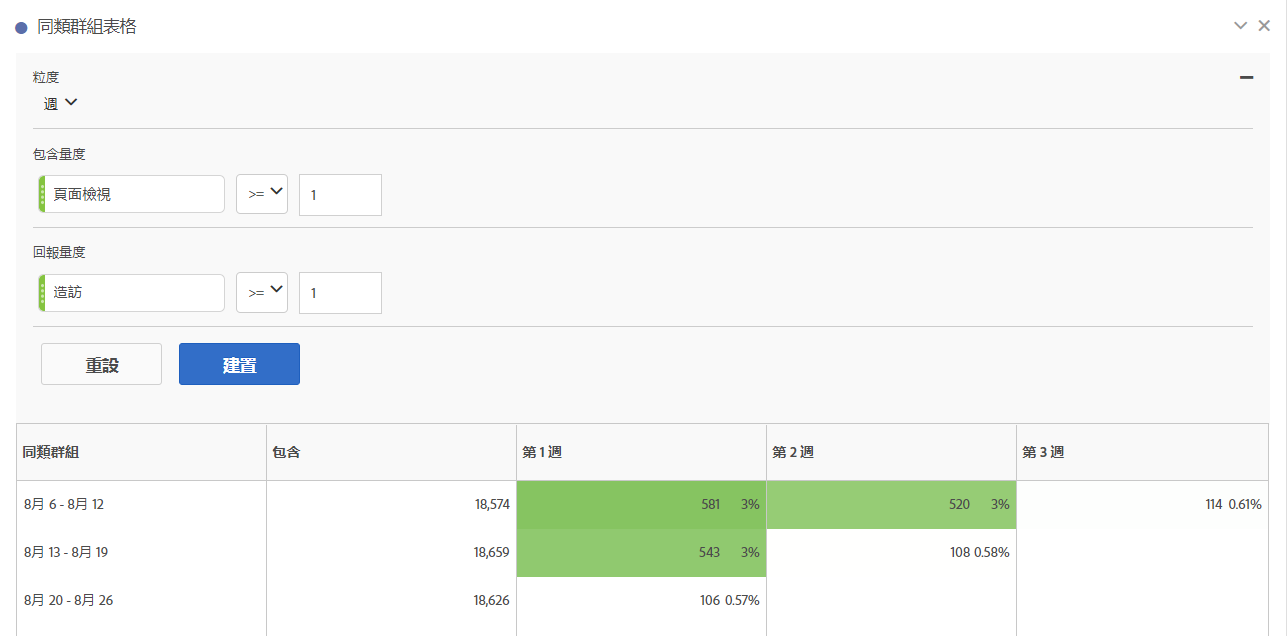 同類群組表格
粒度
週
包含量度
頁面檢視 >= 1
回報量度
造訪 >= 1
重設 建置
同類群組 包含 第 1 週 第 2 週 第 3 週
8月 6 - 8月 12 18,574 581 3% 520 3% 114 0.61%
8月 13 - 8月 19 18,659 543 3% 108 0.58%
8月 20 - 8月 26 18,626 106 0.57%